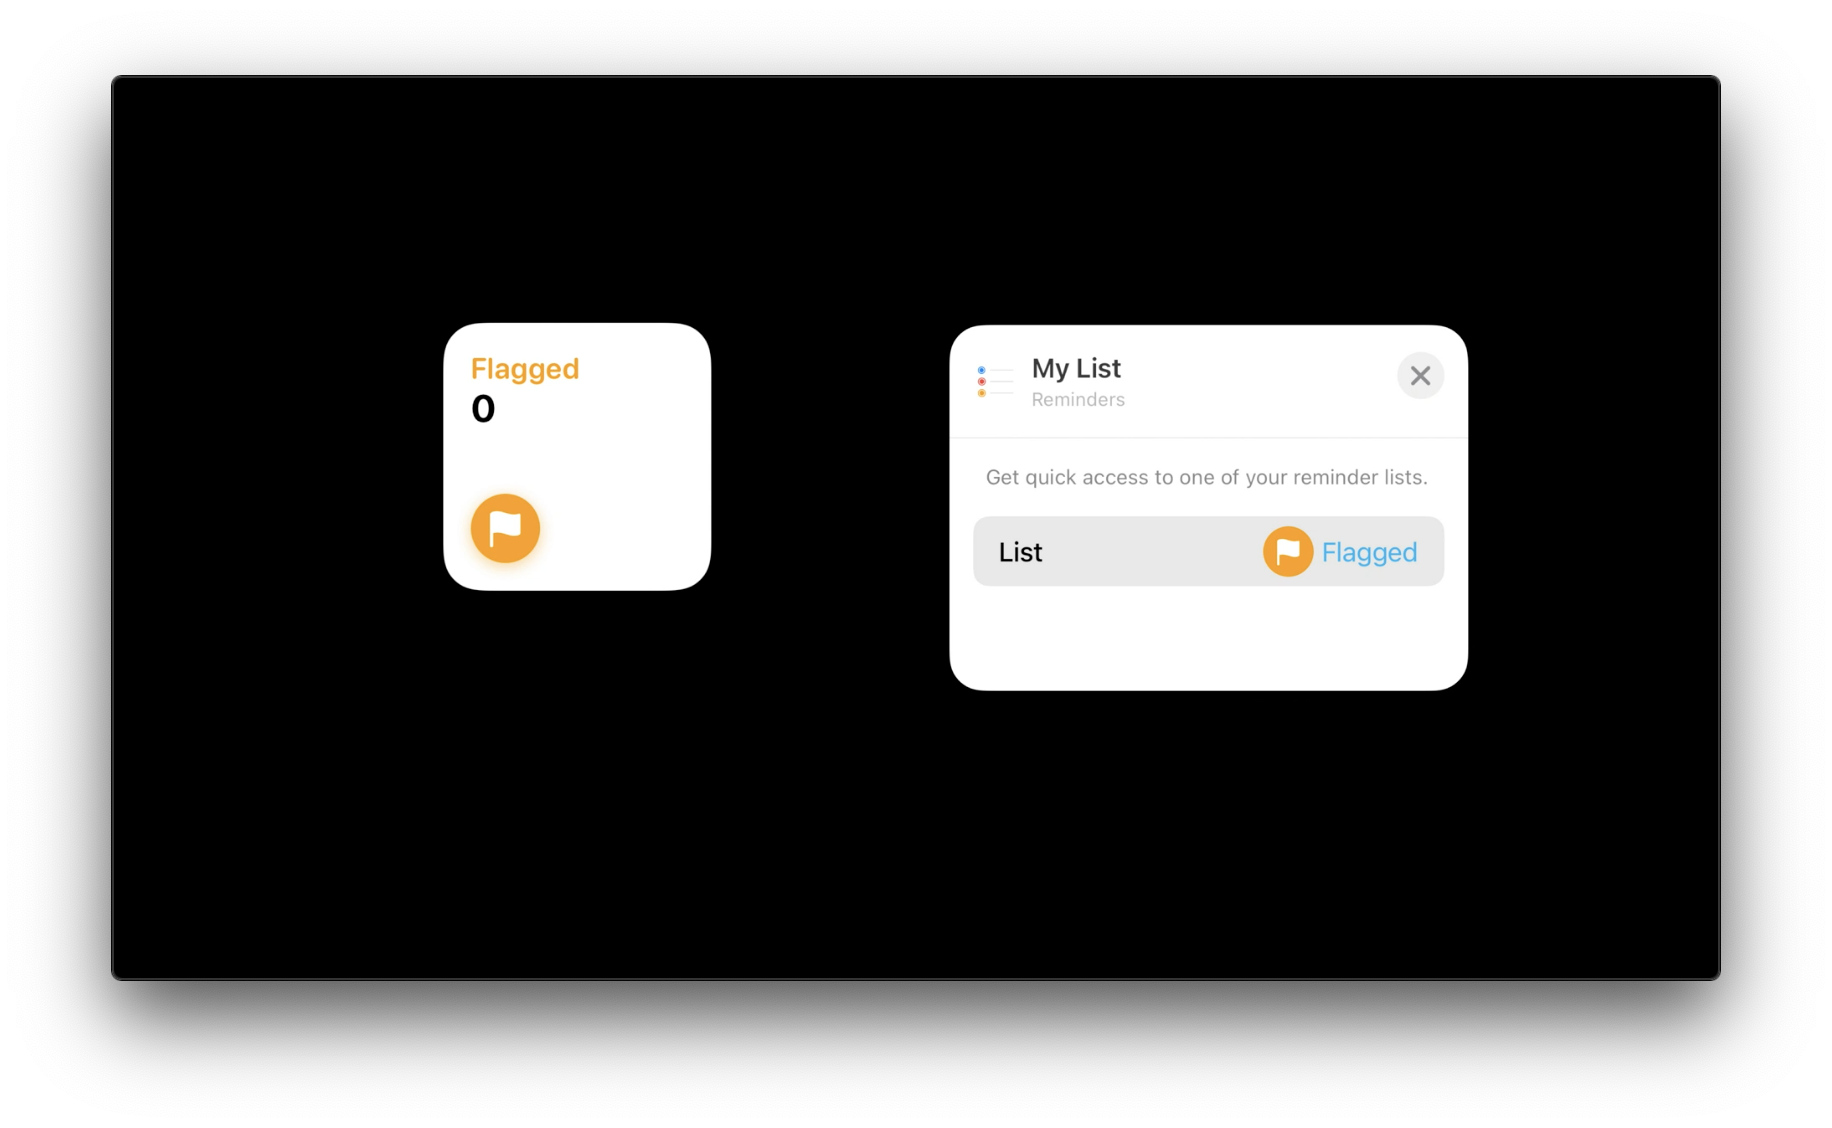 Flagged
0
My List
Reminders
Get quick access to one of your reminder lists.
List
Flagged